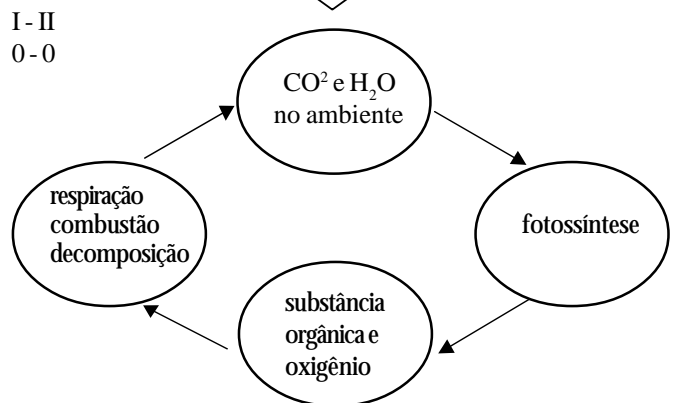 I - II
0 - 0
CO² e H₂O
no ambiente
respiração
combustão
decomposição
fotossíntese
substância
orgânica e
oxigênio